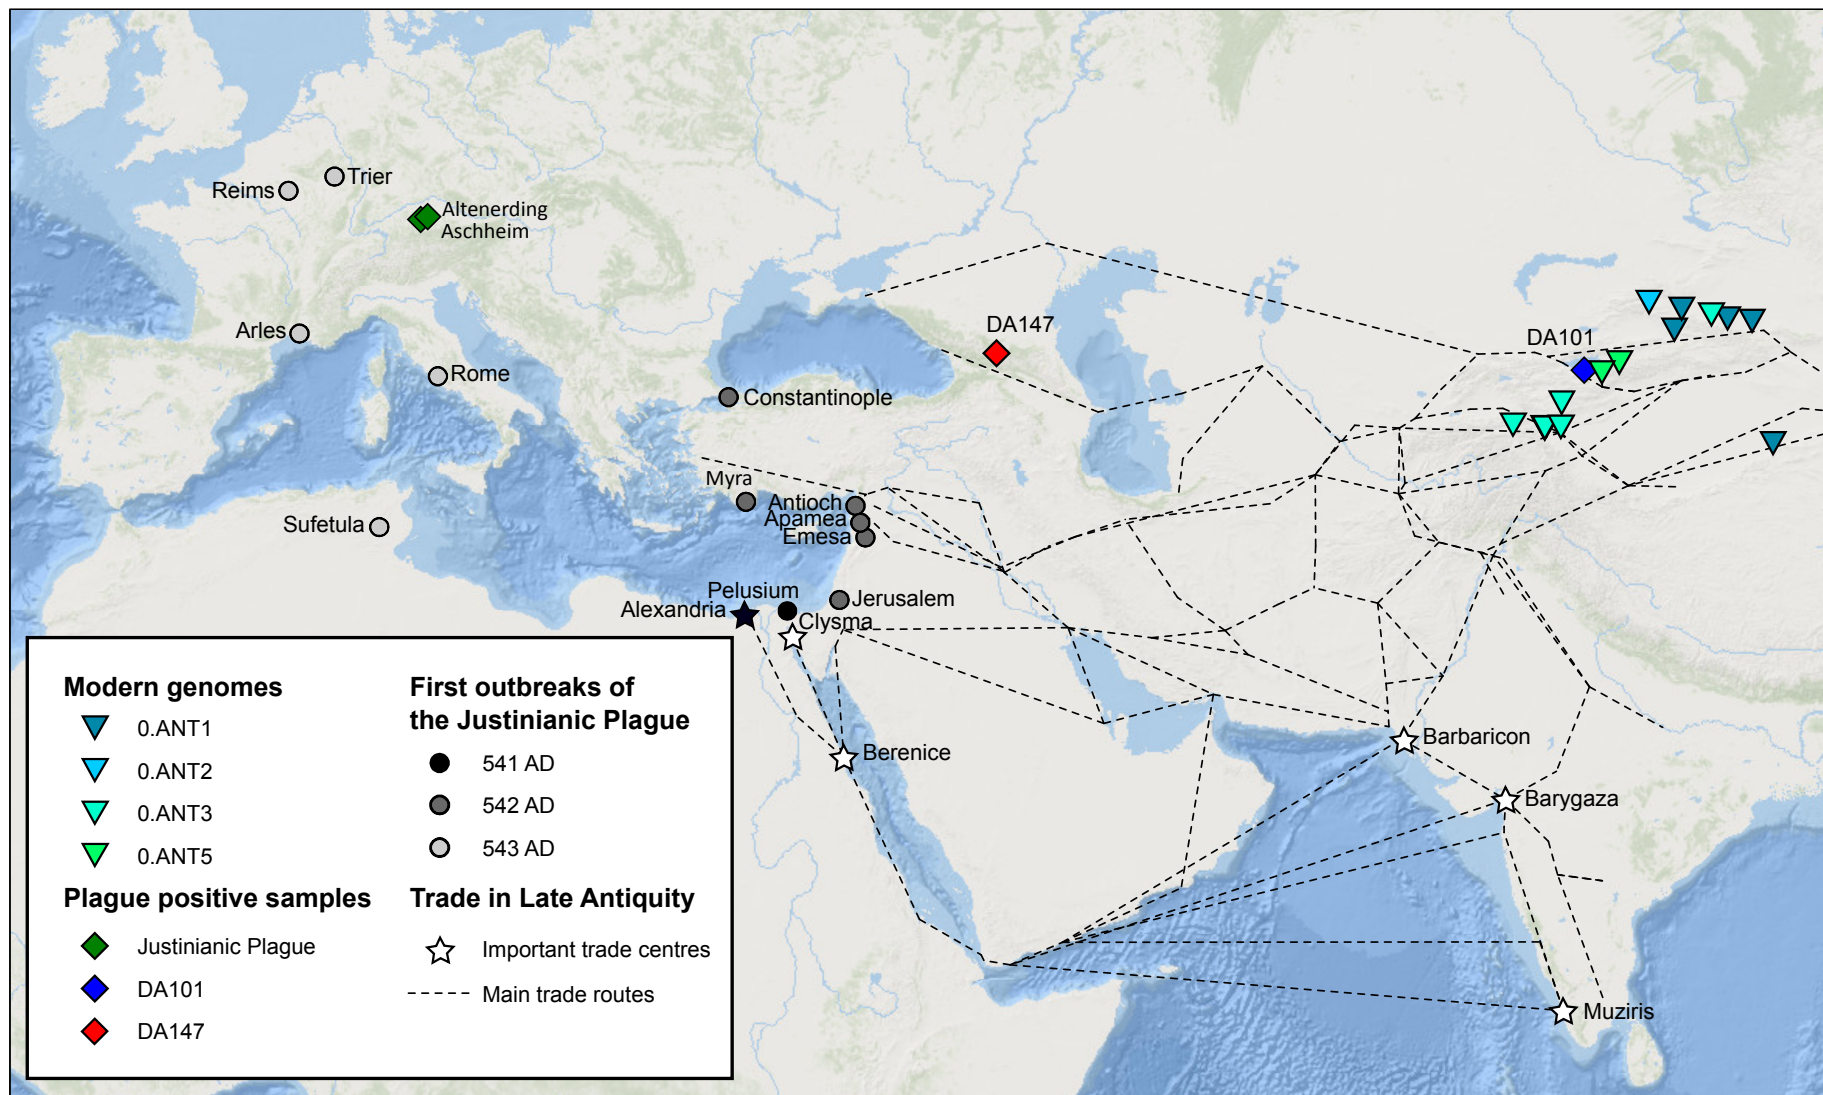 Reims
Trier
Altenerding
Aschheim
Arles
Rome
DA147
DA101
Constantinople
Myra
Antioch
Apamea
Emesa
Sufetula
Pelusium
Alexandria
Jerusalem
Clysma
Berenice
Barbaricon
Barygaza
Muziris
Modern genomes
0.ANT1
0.ANT2
0.ANT3
0.ANT5
Plague positive samples
Justinianic Plague
DA101
DA147
First outbreaks of
the Justinianic Plague
541 AD
542 AD
543 AD
Trade in Late Antiquity
Important trade centres
Main trade routes